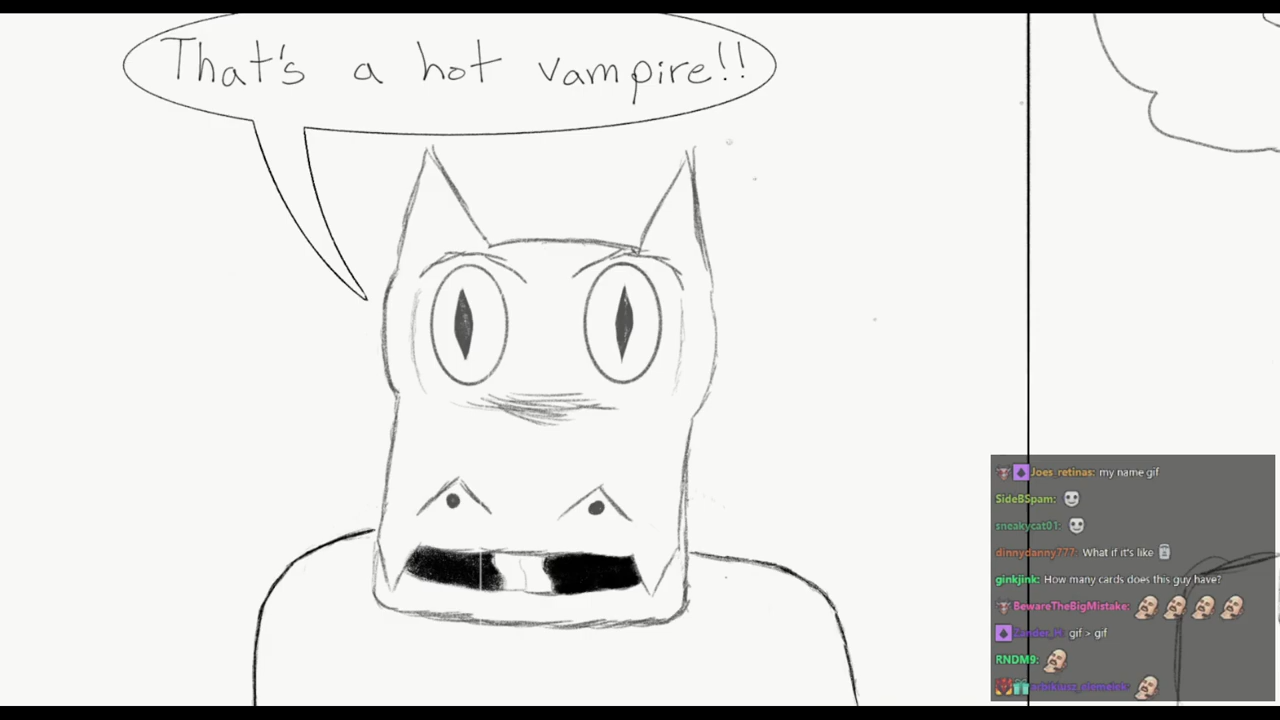 That's a hot vampire!!
Joes_retinas: my name gif
SideBSpam:
sneakycat01:
dinnydanny777: What if it's like
ginkjink: How many cards does this guy have?
BewareTheBigMistake:
Zander_H: gif > gif
RNDM9: